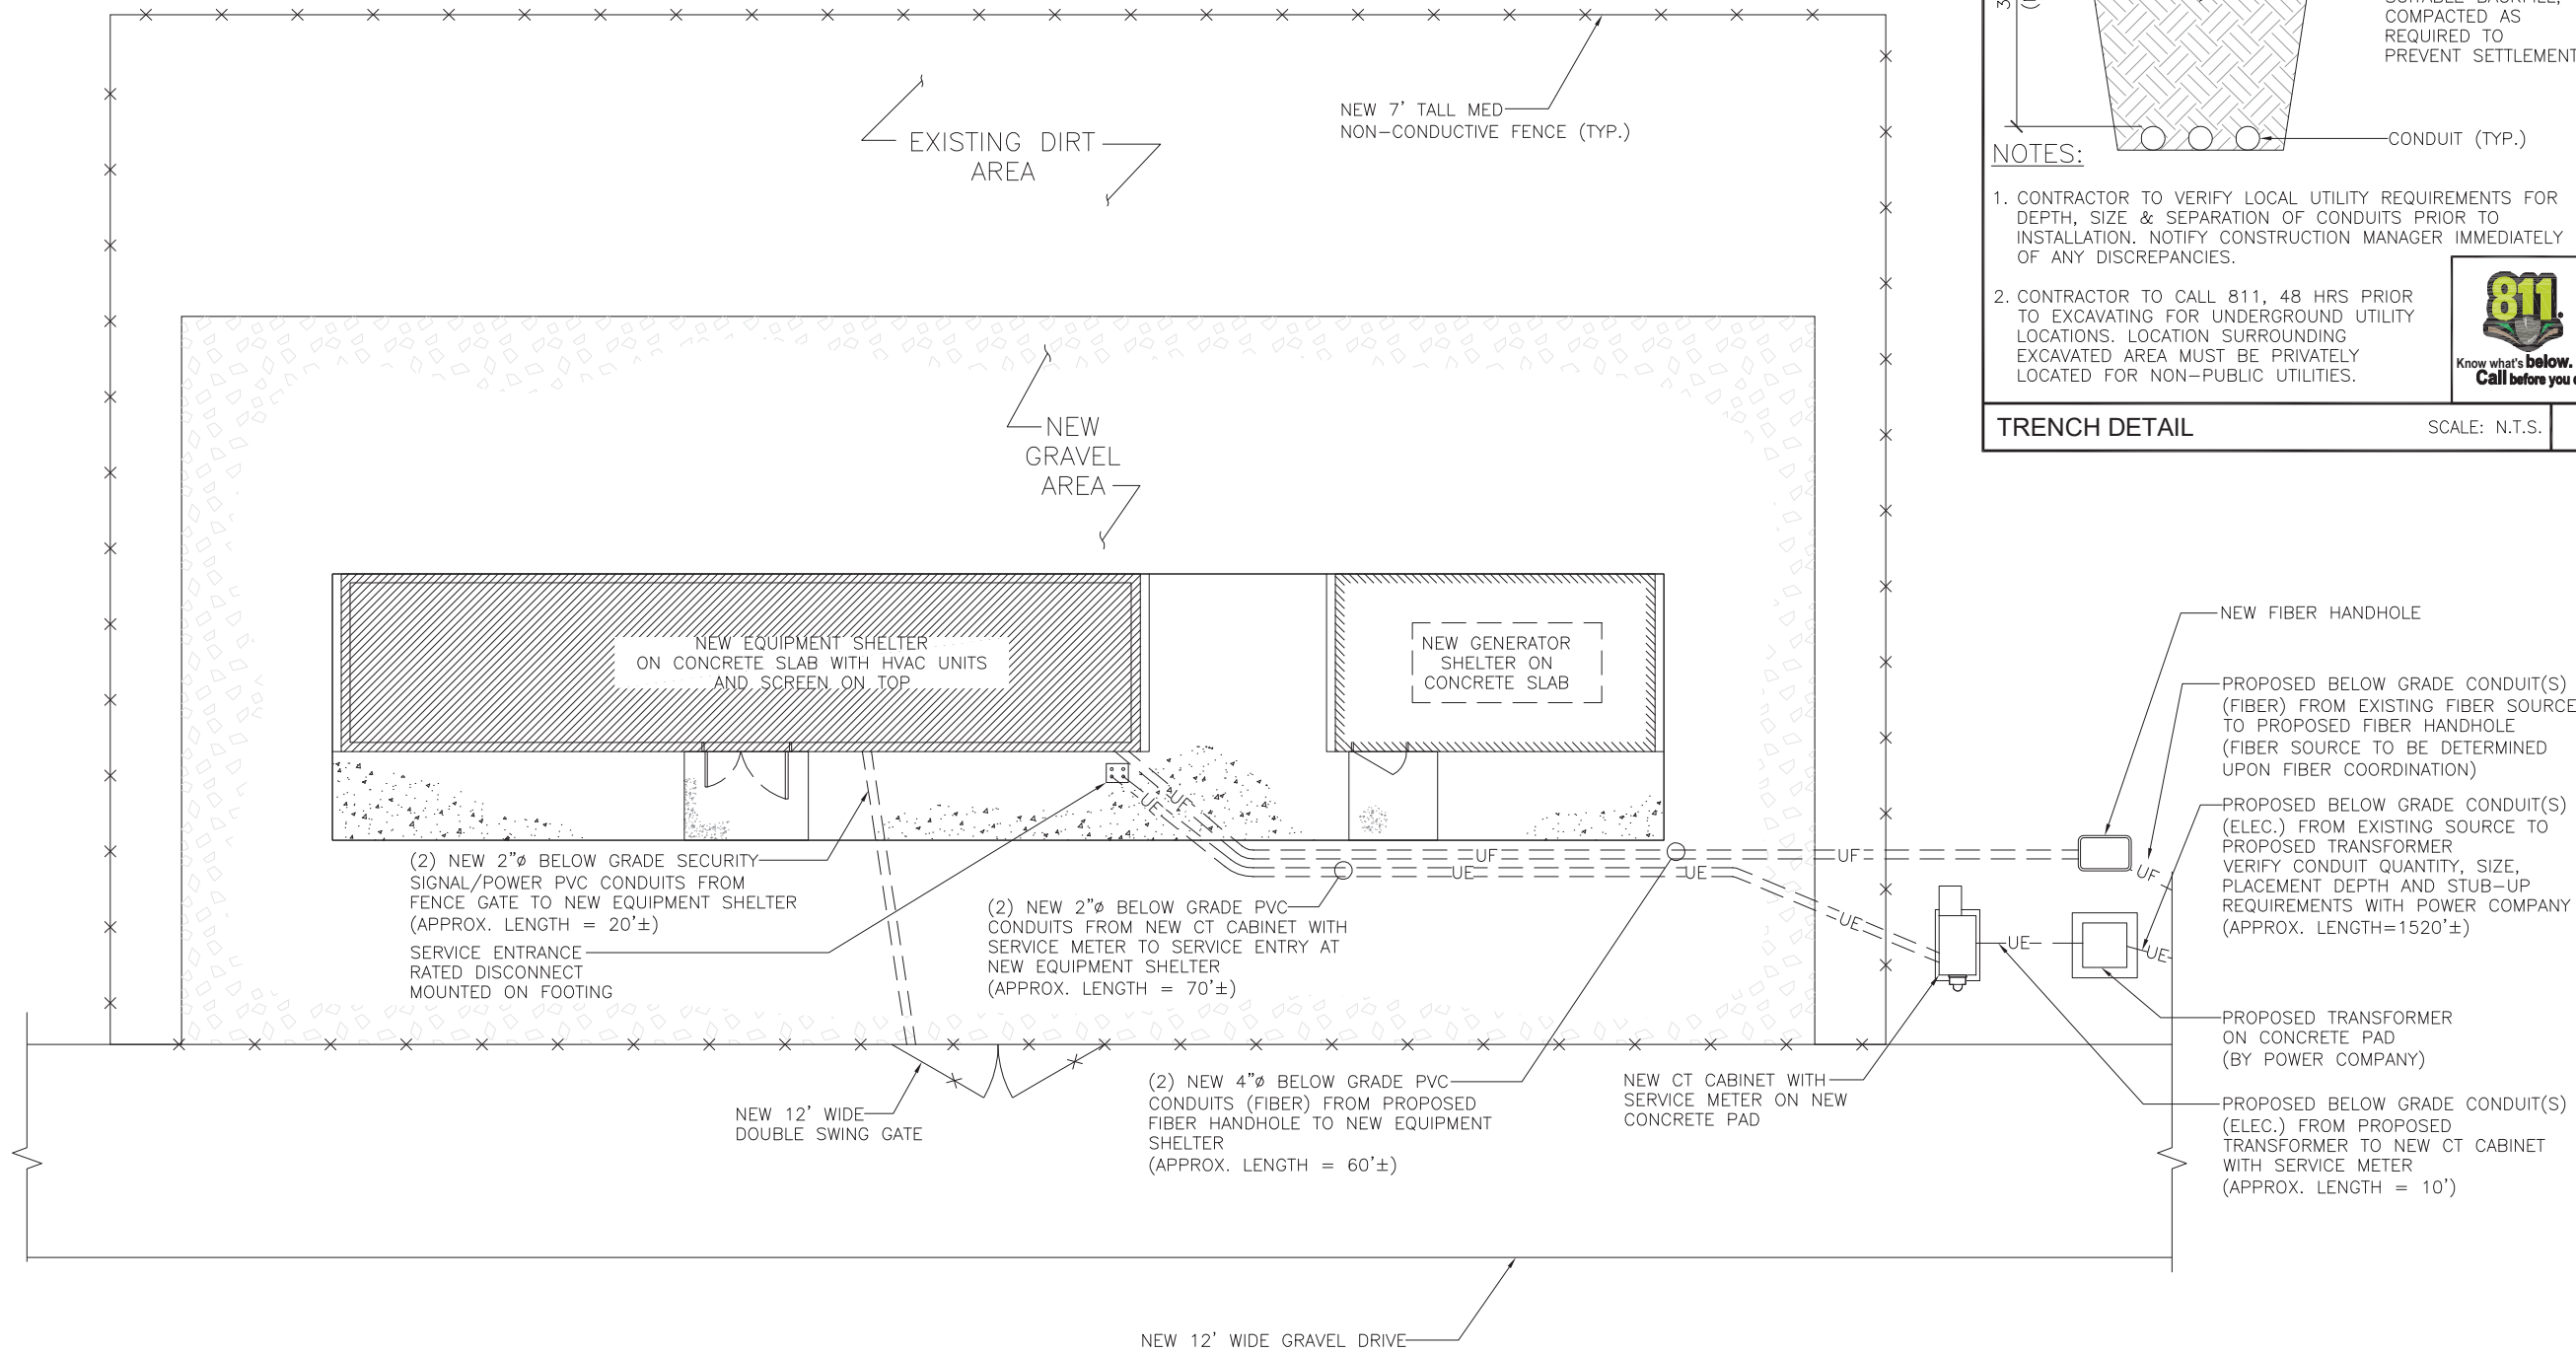 SUITABLE BACKFILL,
COMPACTED AS
REQUIRED TO
PREVENT SETTLEMENT
CONDUIT (TYP.)
NOTES:
1. CONTRACTOR TO VERIFY LOCAL UTILITY REQUIREMENTS FOR
DEPTH, SIZE & SEPARATION OF CONDUITS PRIOR TO
INSTALLATION. NOTIFY CONSTRUCTION MANAGER IMMEDIATELY
OF ANY DISCREPANCIES.
2. CONTRACTOR TO CALL 811, 48 HRS PRIOR
TO EXCAVATING FOR UNDERGROUND UTILITY
LOCATIONS. LOCATION SURROUNDING
EXCAVATED AREA MUST BE PRIVATELY
LOCATED FOR NON-PUBLIC UTILITIES.
811.
Know what's below.
Call before you
TRENCH DETAIL
SCALE: N.T.S.
NEW 7' TALL MED
NON-CONDUCTIVE FENCE (TYP.)
EXISTING DIRT
AREA
NEW
GRAVEL
AREA
NEW EQUIPMENT SHELTER
ON CONCRETE SLAB WITH HVAC UNITS
AND SCREEN ON TOP
NEW GENERATOR
SHELTER ON
CONCRETE SLAB
NEW FIBER HANDHOLE
PROPOSED BELOW GRADE CONDUIT(S)
(FIBER) FROM EXISTING FIBER SOURCE
TO PROPOSED FIBER HANDHOLE
(FIBER SOURCE TO BE DETERMINED
UPON FIBER COORDINATION)
PROPOSED BELOW GRADE CONDUIT(S)
(ELEC.) FROM EXISTING SOURCE TO
PROPOSED TRANSFORMER
VERIFY CONDUIT QUANTITY, SIZE,
PLACEMENT DEPTH AND STUB-UP
REQUIREMENTS WITH POWER COMPANY
(APPROX. LENGTH=1520'±)
UF
UE
UF
UE
UE
UF
UE
UF
UE
UE
(2) NEW 2"ø BELOW GRADE SECURITY
SIGNAL/POWER PVC CONDUITS FROM
FENCE GATE TO NEW EQUIPMENT SHELTER
(APPROX. LENGTH = 20'±)
SERVICE ENTRANCE
RATED DISCONNECT
MOUNTED ON FOOTING
(2) NEW 2"ø BELOW GRADE PVC
CONDUITS FROM NEW CT CABINET WITH
SERVICE METER TO SERVICE ENTRY AT
NEW EQUIPMENT SHELTER
(APPROX. LENGTH = 70'±)
PROPOSED TRANSFORMER
ON CONCRETE PAD
(BY POWER COMPANY)
NEW 12' WIDE
DOUBLE SWING GATE
(2) NEW 4"ø BELOW GRADE PVC
CONDUITS (FIBER) FROM PROPOSED
FIBER HANDHOLE TO NEW EQUIPMENT
SHELTER
(APPROX. LENGTH = 60'±)
NEW CT CABINET WITH
SERVICE METER ON NEW
CONCRETE PAD
PROPOSED BELOW GRADE CONDUIT(S)
(ELEC.) FROM PROPOSED
TRANSFORMER TO NEW CT CABINET
WITH SERVICE METER
(APPROX. LENGTH = 10')
NEW 12' WIDE GRAVEL DRIVE